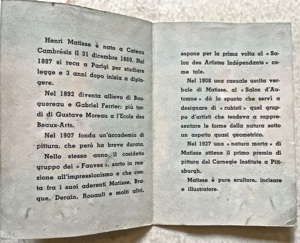 Henri Matisse è nato a Cateau
Cambrésis il 31 dicembre 1869. Nel
1887 si reca a Parigi per studiare
legge e 3 anni dopo inizia a dipin-
gere.
Nel 1892 diventa allievo di Bou-
guereau e Gabriel Ferrier; più tar-
di di Gustave Moreau a l'Ecole des
Beaux-Arts.
Nel 1907 fonda un'accademia di
pittura, che però ha breve durata.
Nello stesso anno il cosidetto
gruppo dei «Fauves», sorto in rea-
zione all'impressionismo e che con-
ta fra i suoi aderenti Matisse, Bra-
que, Derain, Rouault e molti altri,
espone per la prima volta al «Sa-
lon des Artistes Indépendants» co-
me tale.
Nel 1908 una casuale uscita ver-
bale di Matisse, al «Salon d'Au-
tomne» dà lo spunto che servì a
designare di «cubisti» quel grup-
po d'artisti che tendeva a rappre-
sentare le forme della natura sotto
un aspetto quasi geometrico.
Nel 1927 una «natura morta» di
Matisse ottiene il primo premio di
pittura del Carnegie Institute a Pit-
tsburgh.
Matisse è pure scultore, incisore
e illustratore.